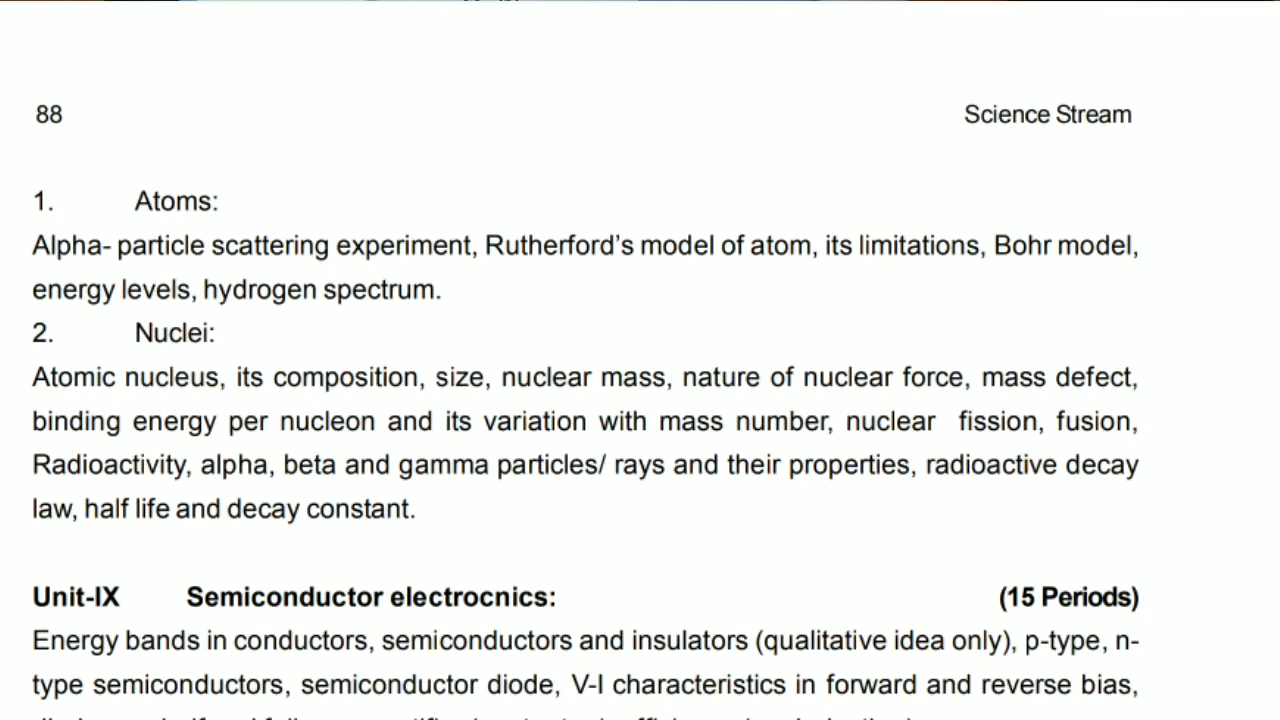 88 Science Stream
1. Atoms:
Alpha- particle scattering experiment, Rutherford’s model of atom, its limitations, Bohr model,
energy levels, hydrogen spectrum.
2. Nuclei:
Atomic nucleus, its composition, size, nuclear mass, nature of nuclear force, mass defect,
binding energy per nucleon and its variation with mass number, nuclear fission, fusion,
Radioactivity, alpha, beta and gamma particles/ rays and their properties, radioactive decay
law, half life and decay constant.
Unit-IX Semiconductor electrocnics: (15 Periods)
Energy bands in conductors, semiconductors and insulators (qualitative idea only), p-type, n-
type semiconductors, semiconductor diode, V-I characteristics in forward and reverse bias,